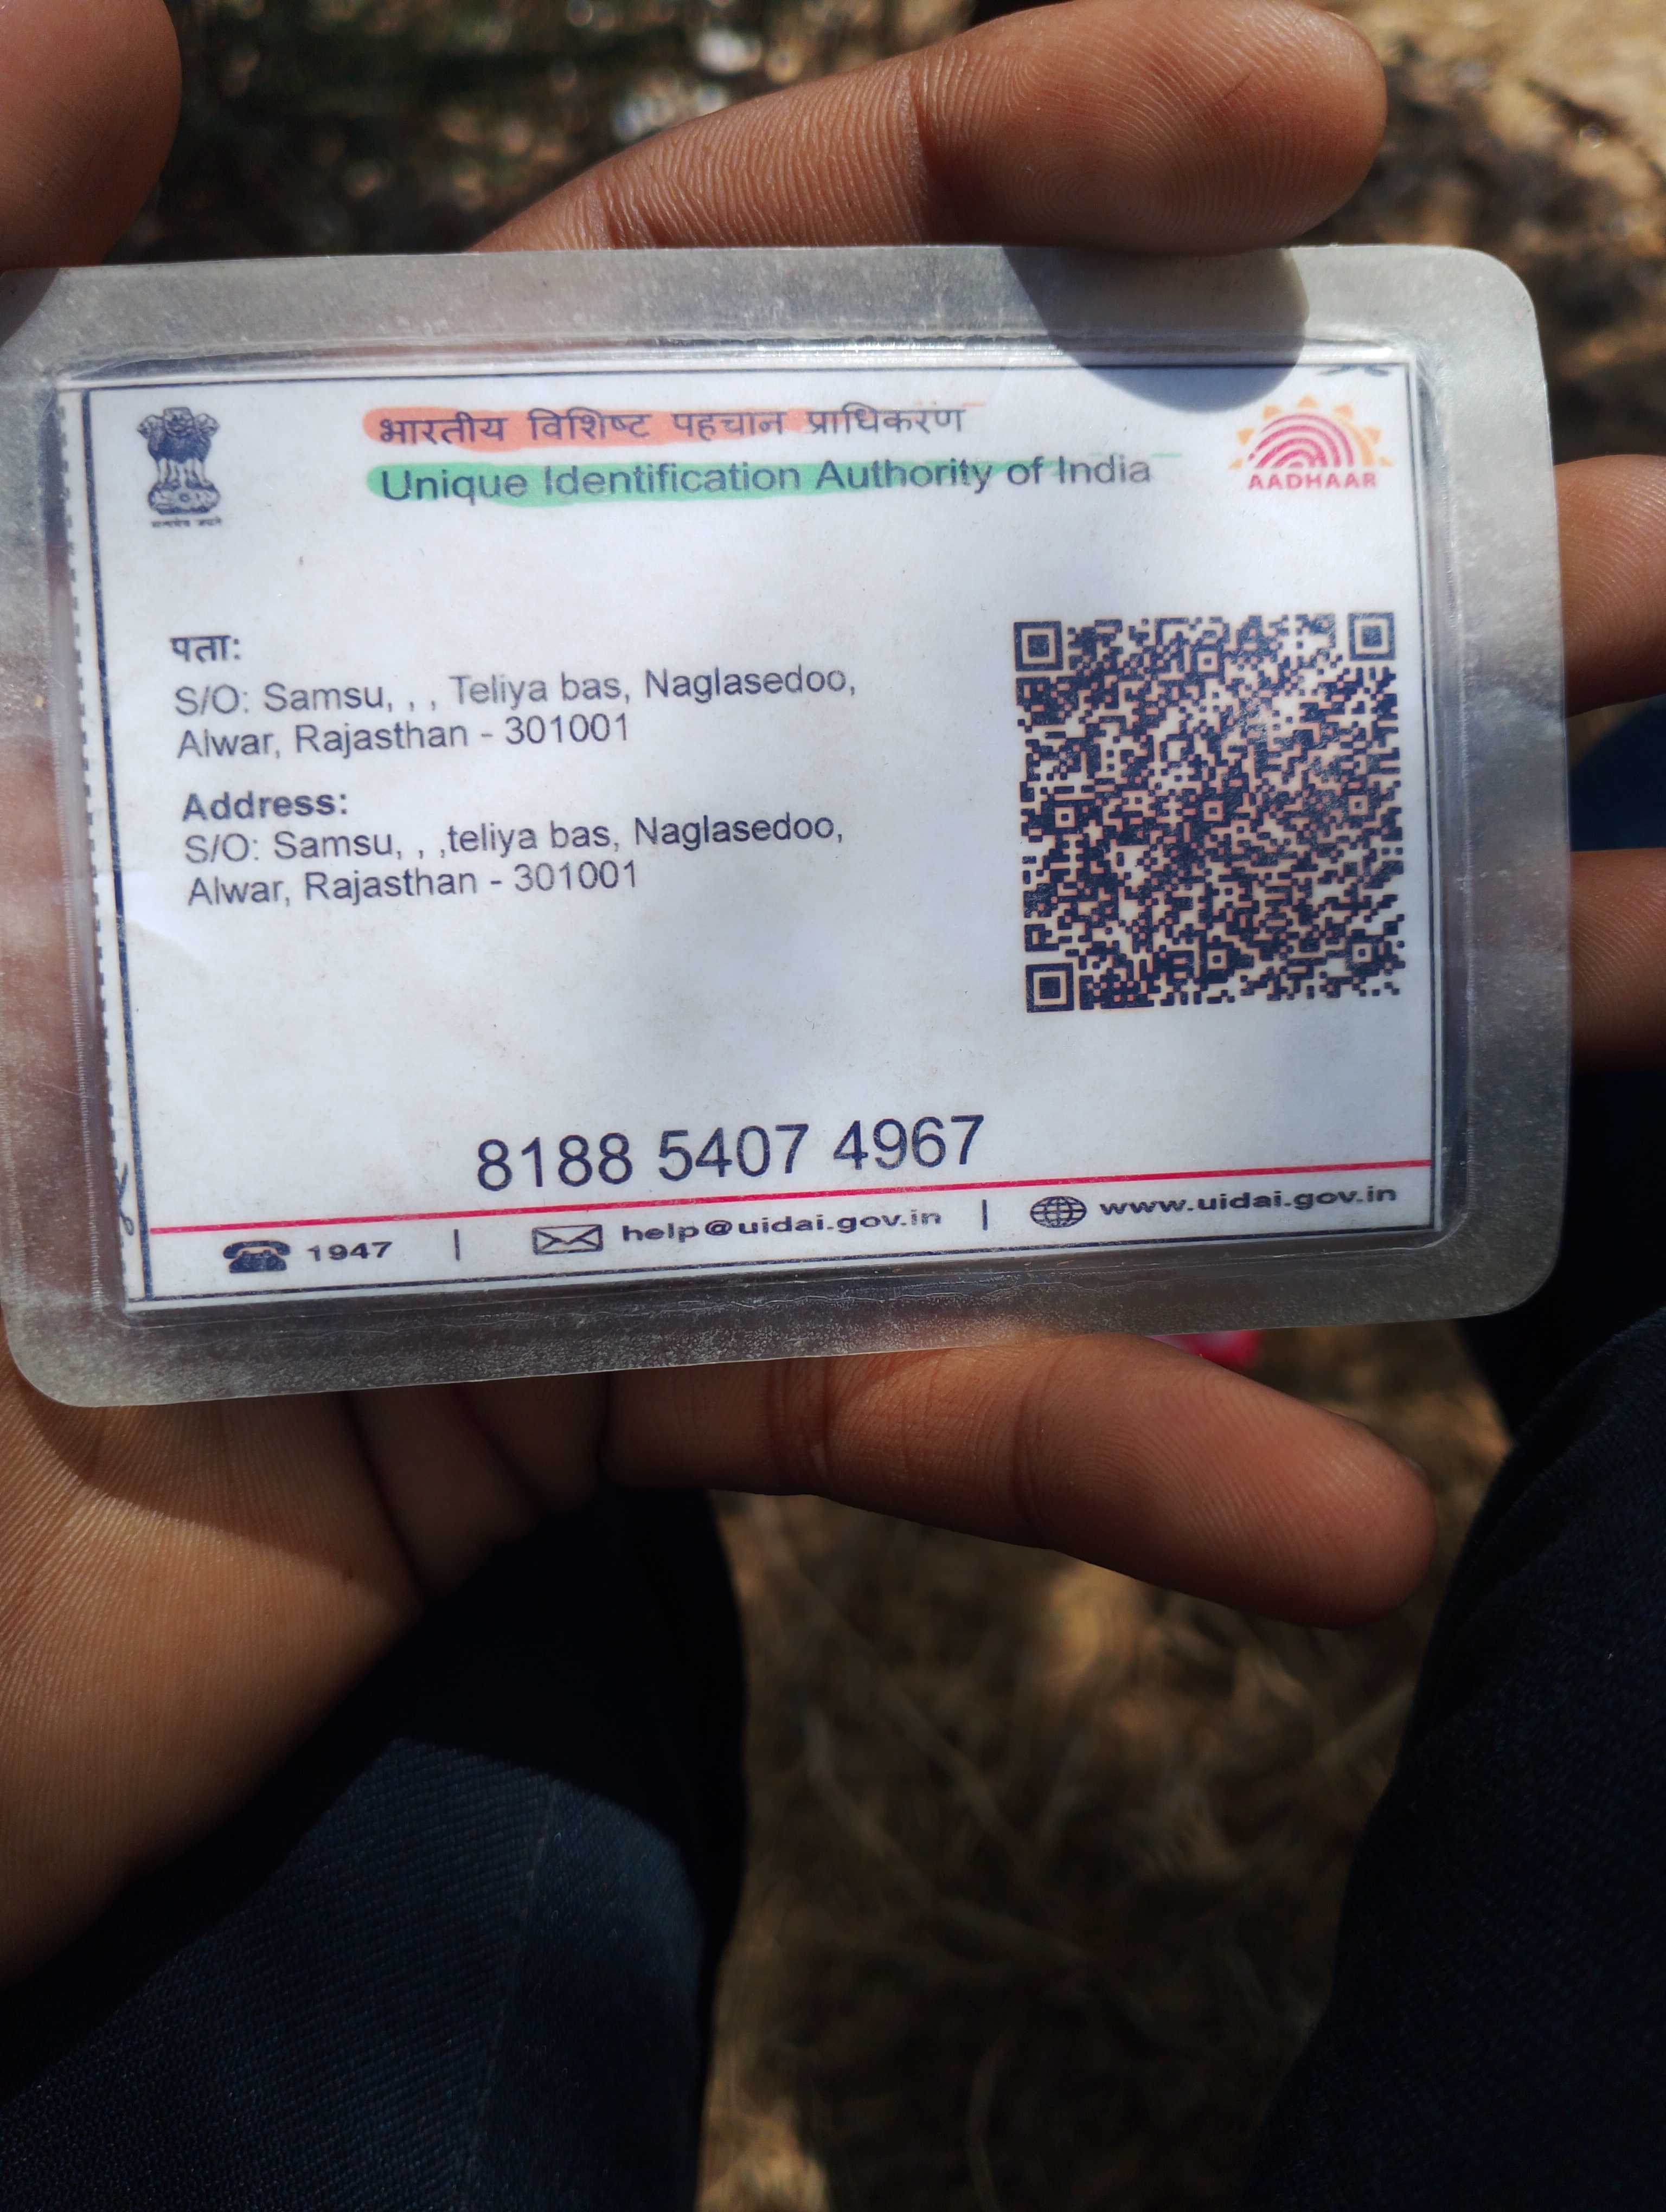 भारतीय विशिष्ट पहचान प्राधिकरण
Unique Identification Authority of India
AADHAAR
सत्यमेव जयते
पता:
S/O: Samsu, , , Teliya bas, Naglasedoo,
Alwar, Rajasthan - 301001
Address:
S/O: Samsu, , ,teliya bas, Naglasedoo,
Alwar, Rajasthan - 301001
8188 5407 4967
1947 | help@uidai.gov.in | www.uidai.gov.in